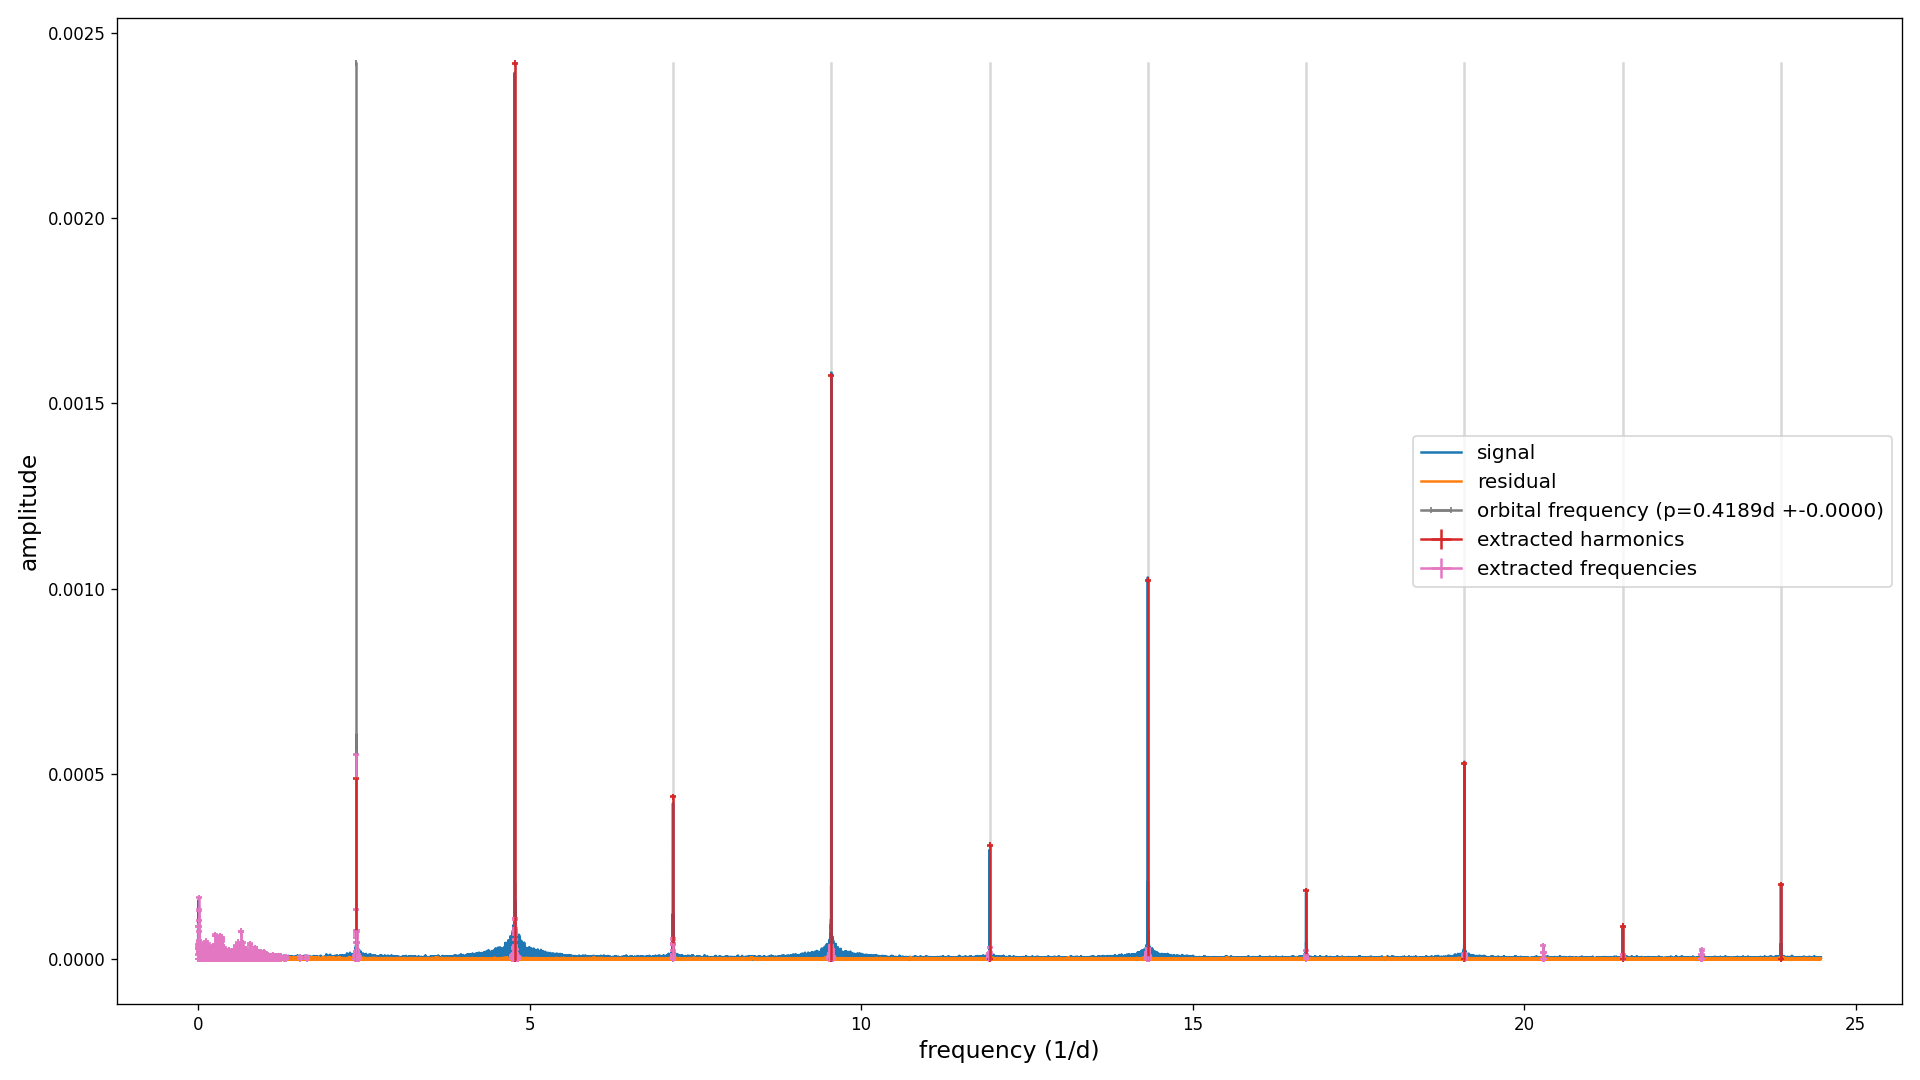 0.0025
0.0020
0.0015
0.0010
0.0005
0.0000
amplitude
signal
residual
orbital frequency (p=0.4189d +-0.0000)
extracted harmonics
extracted frequencies
0 5 10 15 20 25
frequency (1/d)